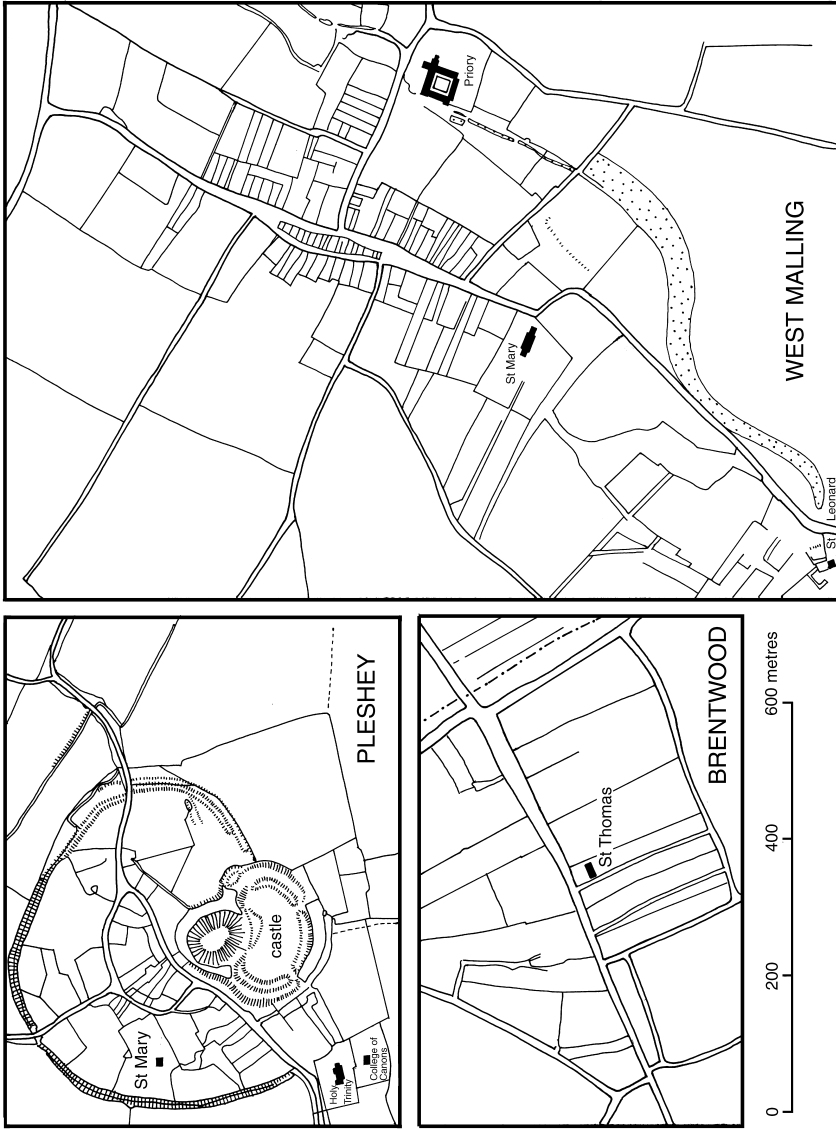 Priory
WEST MALLING
St Mary
St Leonard
PLESHEY
castle
St Mary
Holy
Trinity
College of
Canons
BRENTWOOD
St Thomas
0 200 400 600 metres